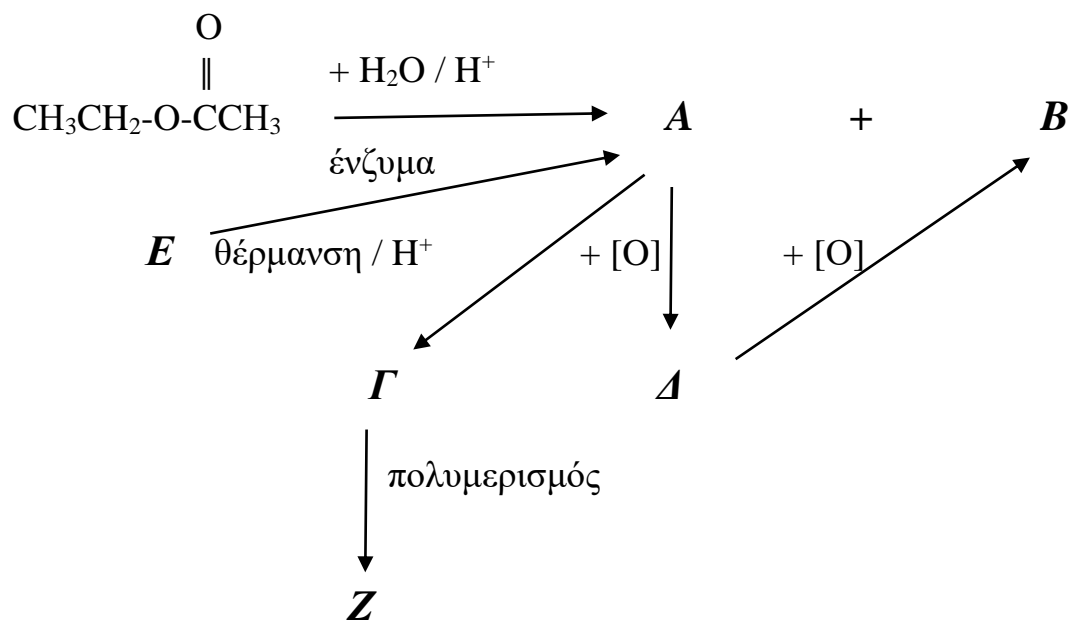 O
||
CH₃CH₂-O-CCH₃
+ H₂O / H⁺
A + B
ένζυμα
E
θέρμανση / H⁺
+ [O]
+ [O]
Γ
Δ
πολυμερισμός
Z